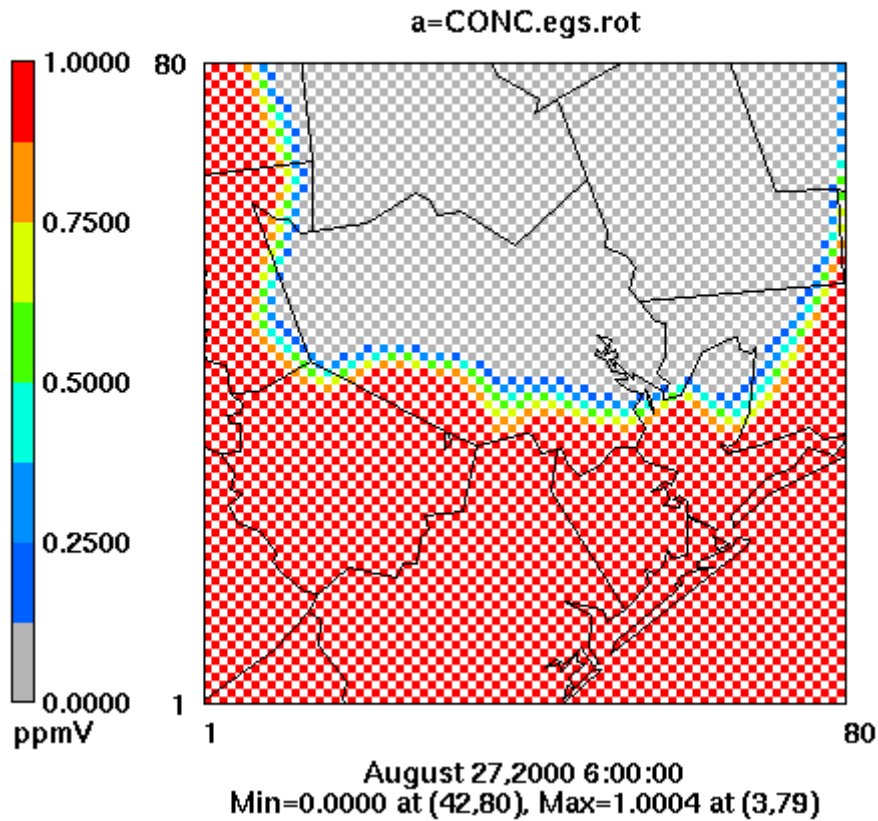 a=CONC.egs.rot
1.0000
0.7500
0.5000
0.2500
0.0000
ppmV
80
1
1
80
August 27,2000 6:00:00
Min=0.0000 at (42,80), Max=1.0004 at (3,79)